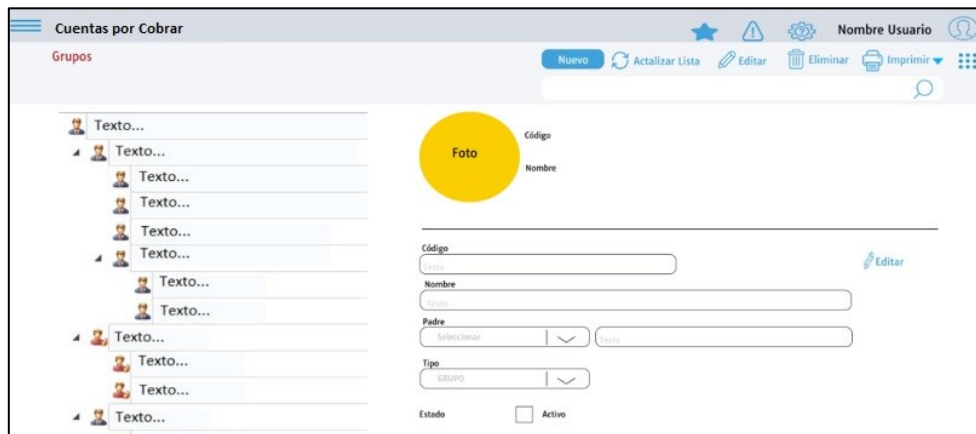 Cuentas por Cobrar
Nombre Usuario
Grupos
Nuevo
Actalizar Lista
Editar
Eliminar
Imprimir
Texto...
Texto...
Texto...
Texto...
Texto...
Texto...
Texto...
Texto...
Texto...
Texto...
Texto...
Texto...
Foto
Código
Nombre
Código
Texto
Editar
Nombre
Texto
Padre
Seleccionar
Texto
Tipo
GRUPO
Estado
Activo